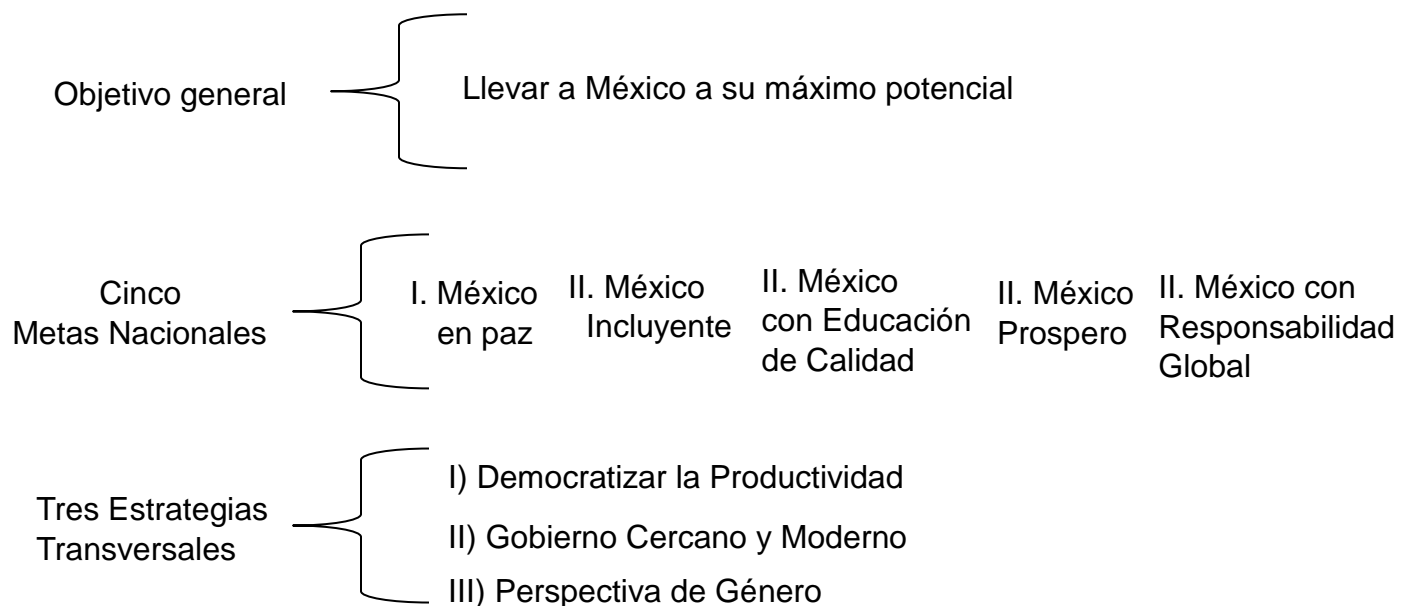 Objetivo general
Llevar a México a su máximo potencial
Cinco
Metas Nacionales
I. México
en paz
II. México
Incluyente
II. México
con Educación
de Calidad
II. México
Prospero
II. México con
Responsabilidad
Global
Tres Estrategias
Transversales
I) Democratizar la Productividad
II) Gobierno Cercano y Moderno
III) Perspectiva de Género